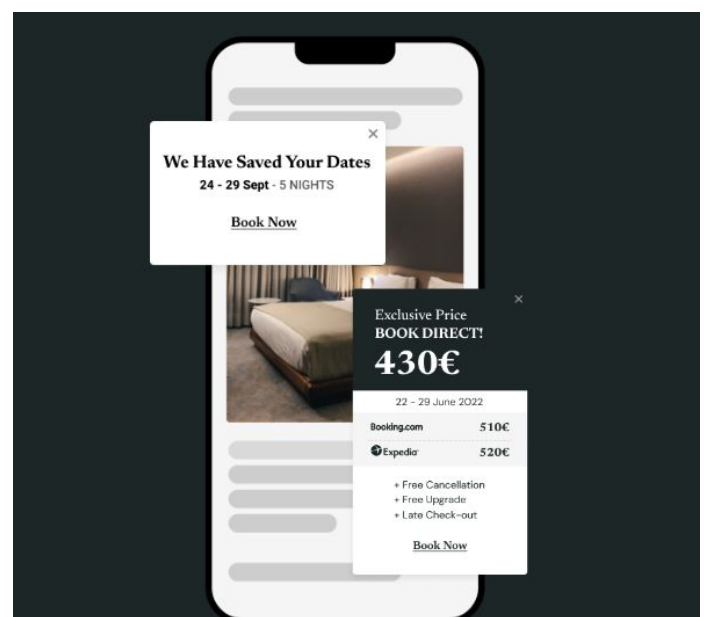 We Have Saved Your Dates
24 - 29 Sept - 5 NIGHTS
Book Now
Exclusive Price
BOOK DIRECT!
430€
22 - 29 June 2022
Booking.com 510€
Expedia 520€
+ Free Cancellation
+ Free Upgrade
+ Late Check-out
Book Now